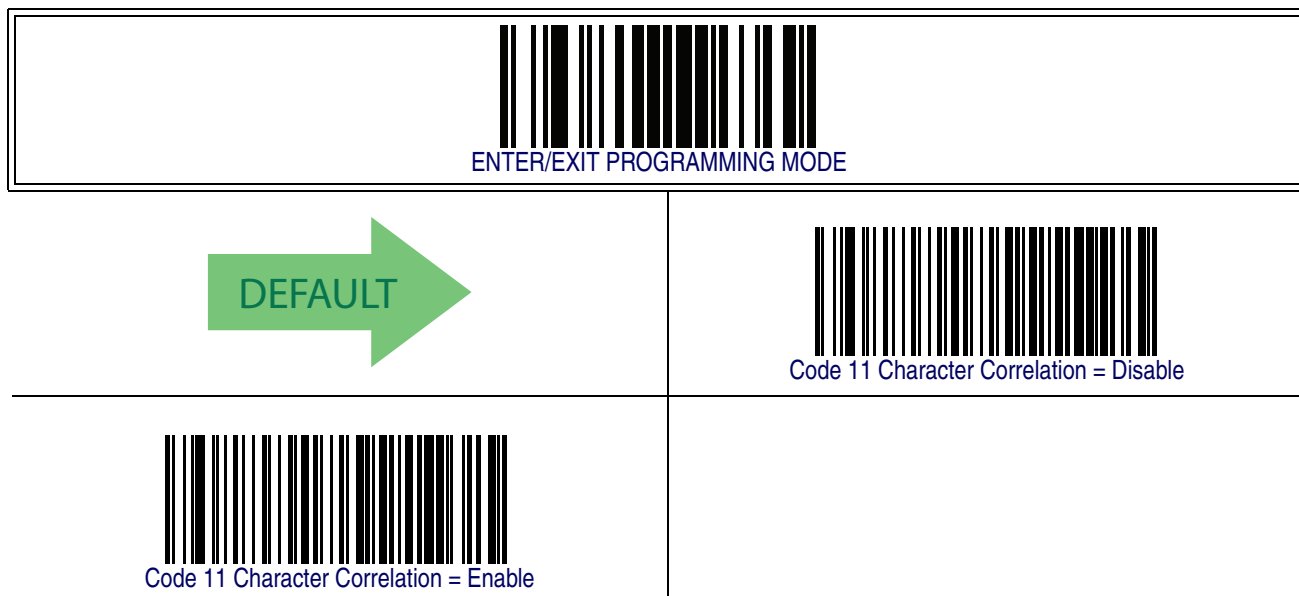 ENTER/EXIT PROGRAMMING MODE
DEFAULT
Code 11 Character Correlation = Disable
Code 11 Character Correlation = Enable